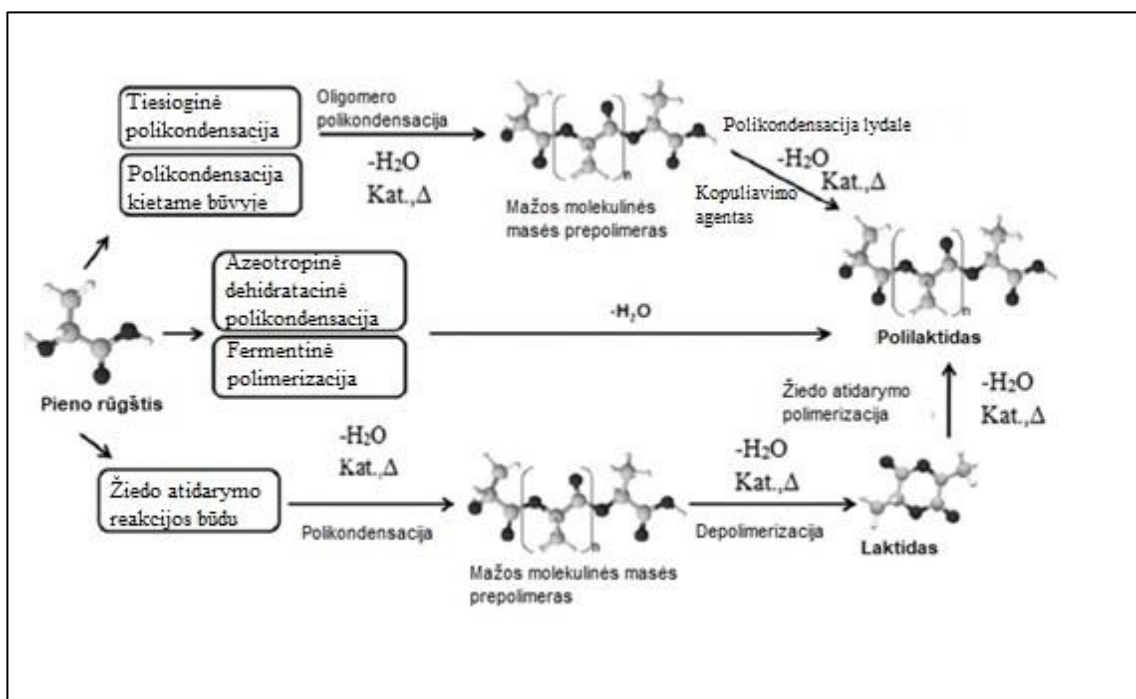 Tiesioginė
polikondensacija
Polikondensacija
kietame būvyje
Oligomero
polikondensacija
-H₂O
Kat.,Δ
n
Mažos molekulinės
masės prepolimeras
Polikondensacija lydale
-H₂O
Kat.,Δ
Kopuliavimo
agentas
Pieno rūgštis
Azeotropinė
dehidratacinė
polikondensacija
Fermentinė
polimerizacija
-H₂O
n
Polilaktidas
Žiedo atidarymo
polimerizacija
-H₂O
Kat.,Δ
Žiedo atidarymo
reakcijos būdu
-H₂O
Kat.,Δ
Polikondensacija
n
Mažos molekulinės masės
prepolimeras
-H₂O
Kat.,Δ
Depolimerizacija
Laktidas